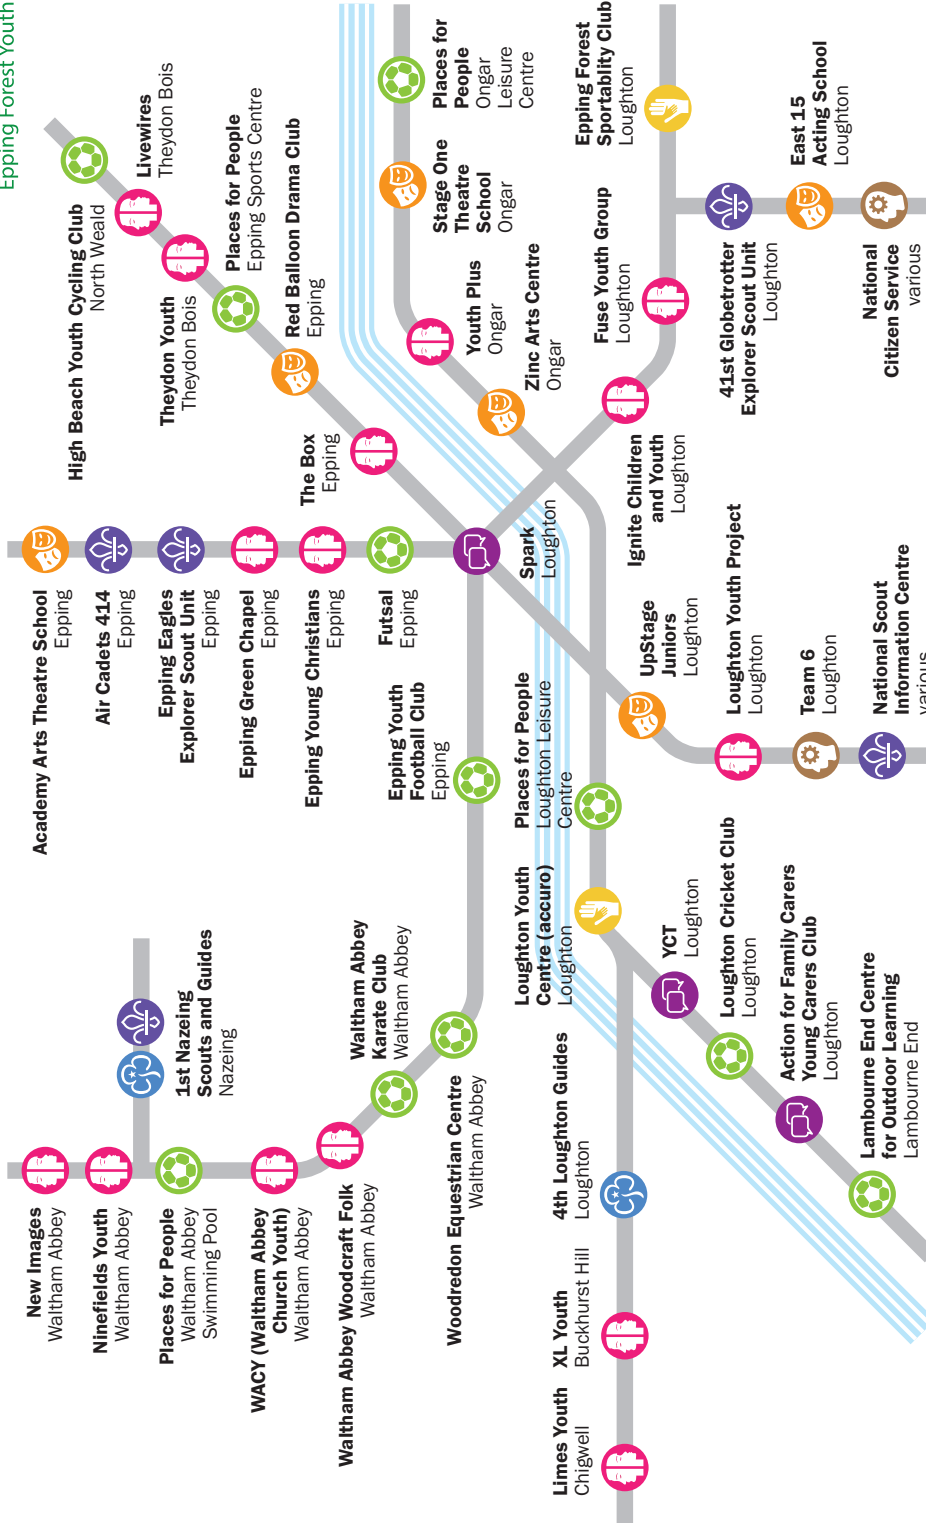 Epping Forest Youth
New Images
Waltham Abbey
Ninefields Youth
Waltham Abbey
Places for People
Waltham Abbey
Swimming Pool
WACY (Waltham Abbey
Church Youth)
Waltham Abbey
Waltham Abbey Woodcraft Folk
Waltham Abbey
1st Nazeing
Scouts and Guides
Nazeing
Waltham Abbey
Karate Club
Waltham Abbey
Woodredon Equestrian Centre
Waltham Abbey
Academy Arts Theatre School
Epping
Air Cadets 414
Epping
Epping Eagles
Explorer Scout Unit
Epping
Epping Green Chapel
Epping
Epping Young Christians
Epping
Futsal
Epping
Epping Youth
Football Club
Epping
High Beach Youth Cycling Club
North Weald
Livewires
Theydon Bois
Theydon Youth
Theydon Bois
Places for People
Epping Sports Centre
Red Balloon Drama Club
Epping
The Box
Epping
Spark
Loughton
Places for
People
Ongar
Leisure
Centre
Stage One
Theatre
School
Ongar
Youth Plus
Ongar
Zinc Arts Centre
Ongar
Places for People
Loughton Leisure
Centre
Loughton Youth
Centre (accuro)
Loughton
4th Loughton Guides
Loughton
XL Youth
Buckhurst Hill
Limes Youth
Chigwell
Epping Forest
Sportablity Club
Loughton
Fuse Youth Group
Loughton
Ignite Children
and Youth
Loughton
UpStage
Juniors
Loughton
YCT
Loughton
Loughton Cricket Club
Loughton
Action for Family Carers
Young Carers Club
Loughton
Lambourne End Centre
for Outdoor Learning
Lambourne End
Loughton Youth Project
Loughton
Team 6
Loughton
National Scout
Information Centre
various
41st Globetrotter
Explorer Scout Unit
Loughton
East 15
Acting School
Loughton
National
Citizen Service
various